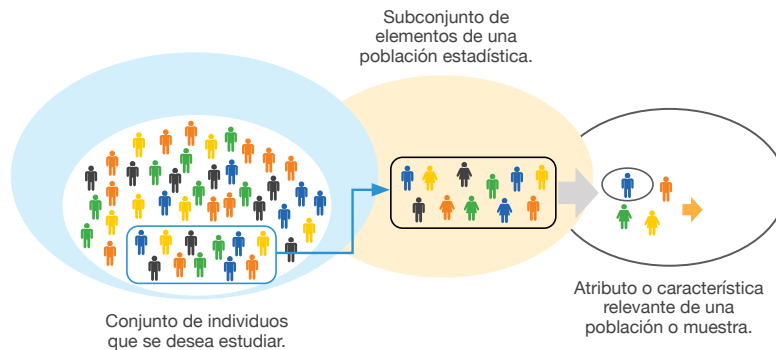 Subconjunto de
elementos de una
población estadística.
Conjunto de individuos
que se desea estudiar.
Atributo o característica
relevante de una
población o muestra.